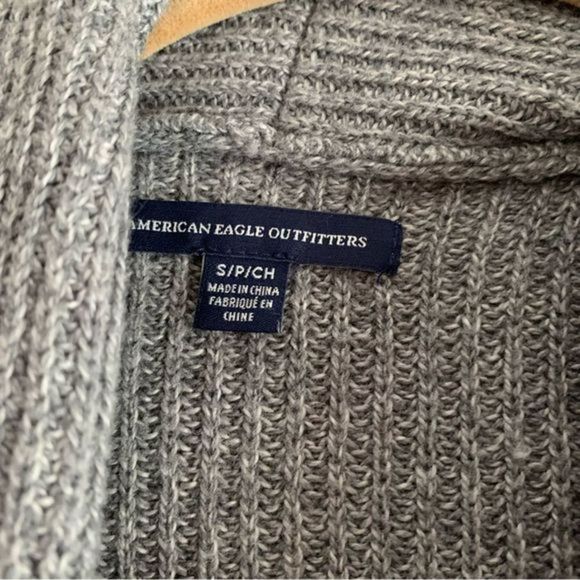 AMERICAN EAGLE OUTFITTERS
S/P/CH
MADE IN CHINA
FABRIQUÉ EN
CHINE